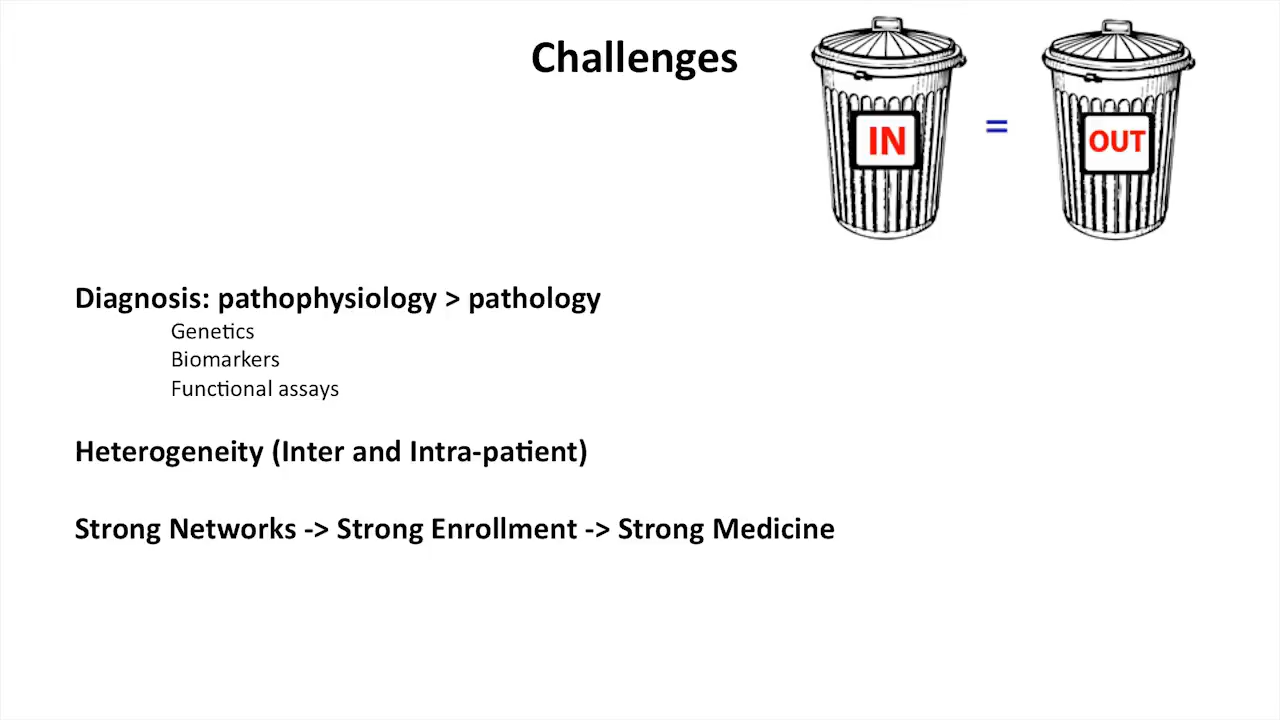 Challenges
IN = OUT
Diagnosis: pathophysiology > pathology
Genetics
Biomarkers
Functional assays
Heterogeneity (Inter and Intra-patient)
Strong Networks -> Strong Enrollment -> Strong Medicine